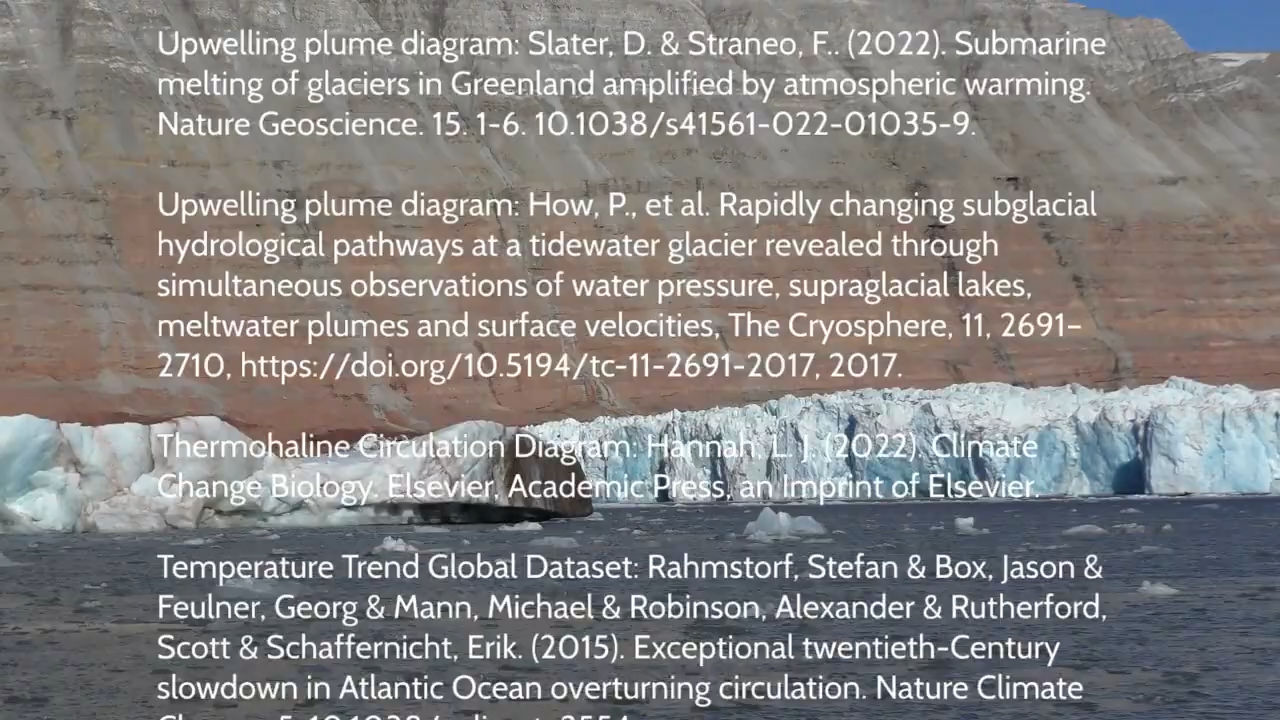 Upwelling plume diagram: Slater, D. & Straneo, F.. (2022). Submarine
melting of glaciers in Greenland amplified by atmospheric warming.
Nature Geoscience. 15. 1-6. 10.1038/s41561-022-01035-9.
Upwelling plume diagram: How, P., et al. Rapidly changing subglacial
hydrological pathways at a tidewater glacier revealed through
simultaneous observations of water pressure, supraglacial lakes,
meltwater plumes and surface velocities, The Cryosphere, 11, 2691–
2710, https://doi.org/10.5194/tc-11-2691-2017, 2017.
Thermohaline Circulation Diagram: Hannah, L. J. (2022). Climate
Change Biology. Elsevier, Academic Press, an Imprint of Elsevier.
Temperature Trend Global Dataset: Rahmstorf, Stefan & Box, Jason &
Feulner, Georg & Mann, Michael & Robinson, Alexander & Rutherford,
Scott & Schaffernicht, Erik. (2015). Exceptional twentieth-Century
slowdown in Atlantic Ocean overturning circulation. Nature Climate